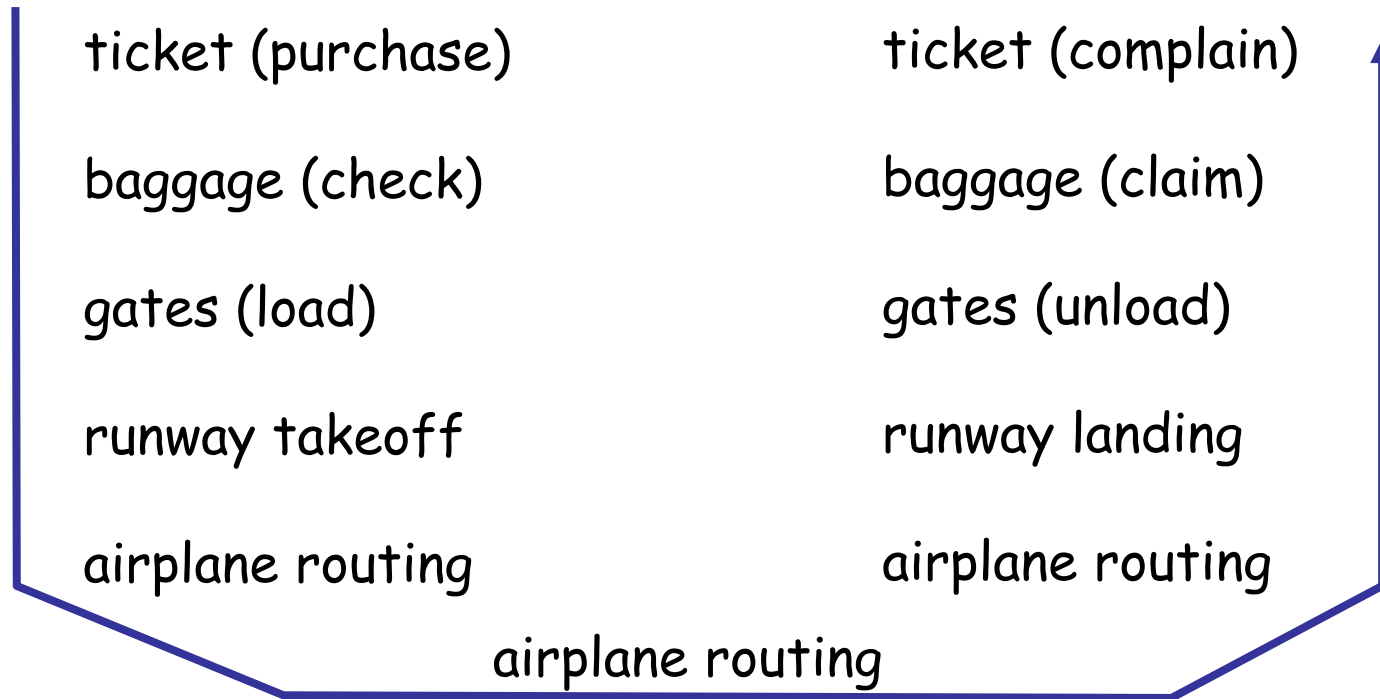 ticket (purchase)
baggage (check)
gates (load)
runway takeoff
airplane routing
ticket (complain)
baggage (claim)
gates (unload)
runway landing
airplane routing
airplane routing